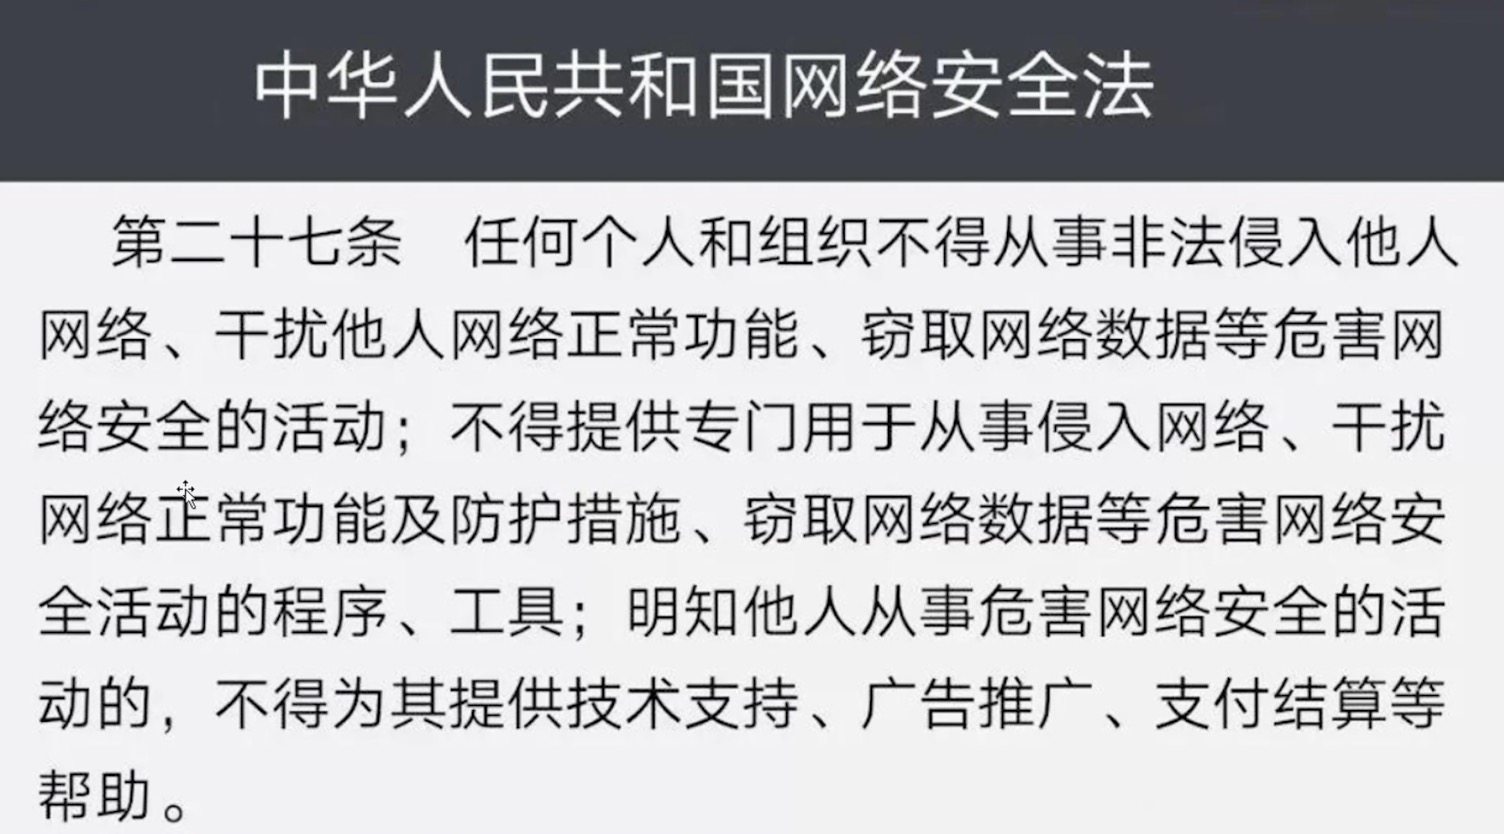 中华人民共和国网络安全法
第二十七条　任何个人和组织不得从事非法侵入他人
网络、干扰他人网络正常功能、窃取网络数据等危害网
络安全的活动；不得提供专门用于从事侵入网络、干扰
网络正常功能及防护措施、窃取网络数据等危害网络安
全活动的程序、工具；明知他人从事危害网络安全的活
动的，不得为其提供技术支持、广告推广、支付结算等
帮助。